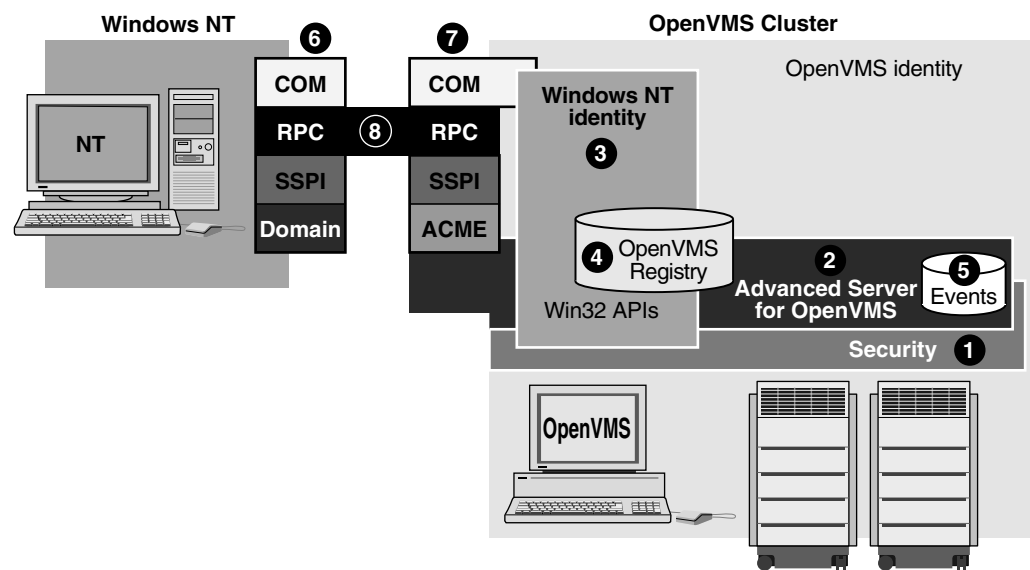 Windows NT
OpenVMS Cluster
6
7
OpenVMS identity
COM
COM
Windows NT
identity
NT
RPC
8
RPC
3
SSPI
SSPI
Domain
ACME
4
OpenVMS
Registry
2
5
Advanced Server
for OpenVMS
Events
Win32 APIs
Security
1
OpenVMS